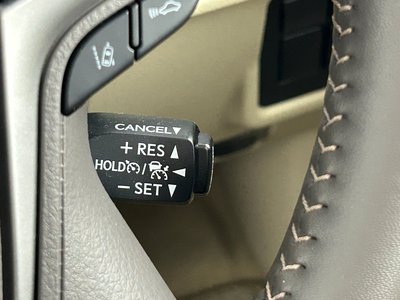 CANCEL▼
+ RES ▲
HOLD / ◀
− SET ▼